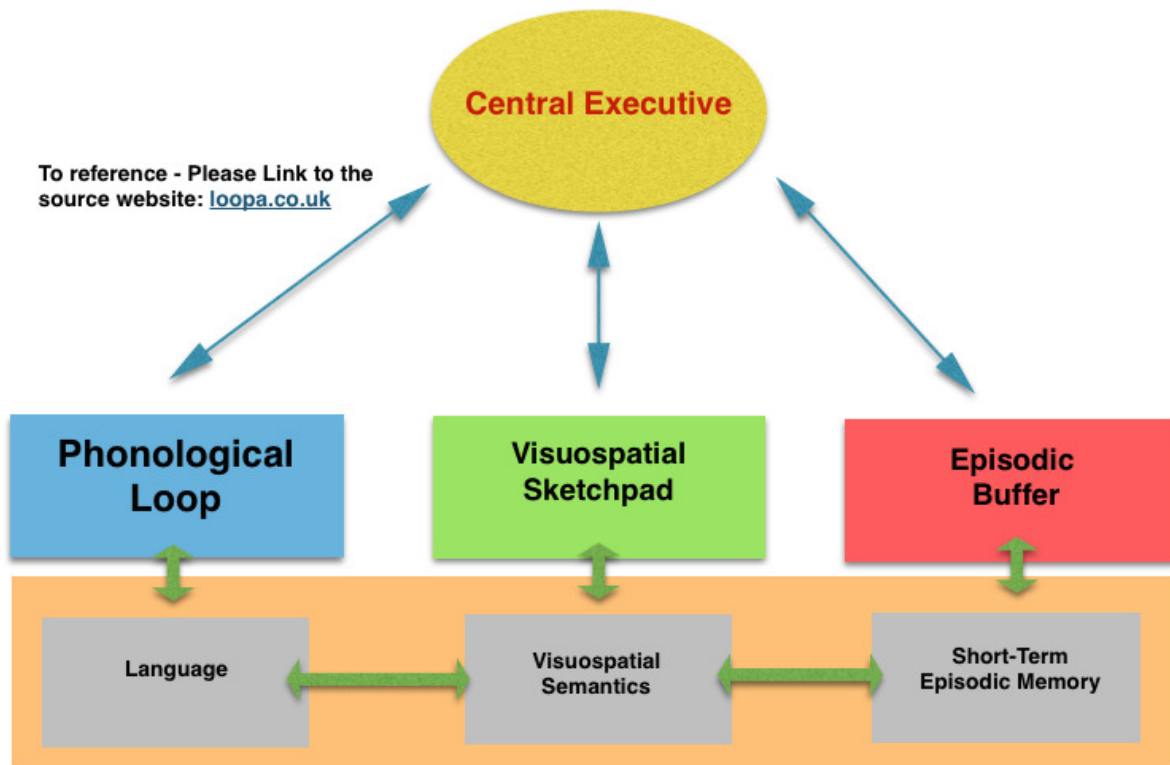 Central Executive
To reference - Please Link to the
source website: loopa.co.uk
Phonological
Loop
Visuospatial
Sketchpad
Episodic
Buffer
Language
Visuospatial
Semantics
Short-Term
Episodic Memory